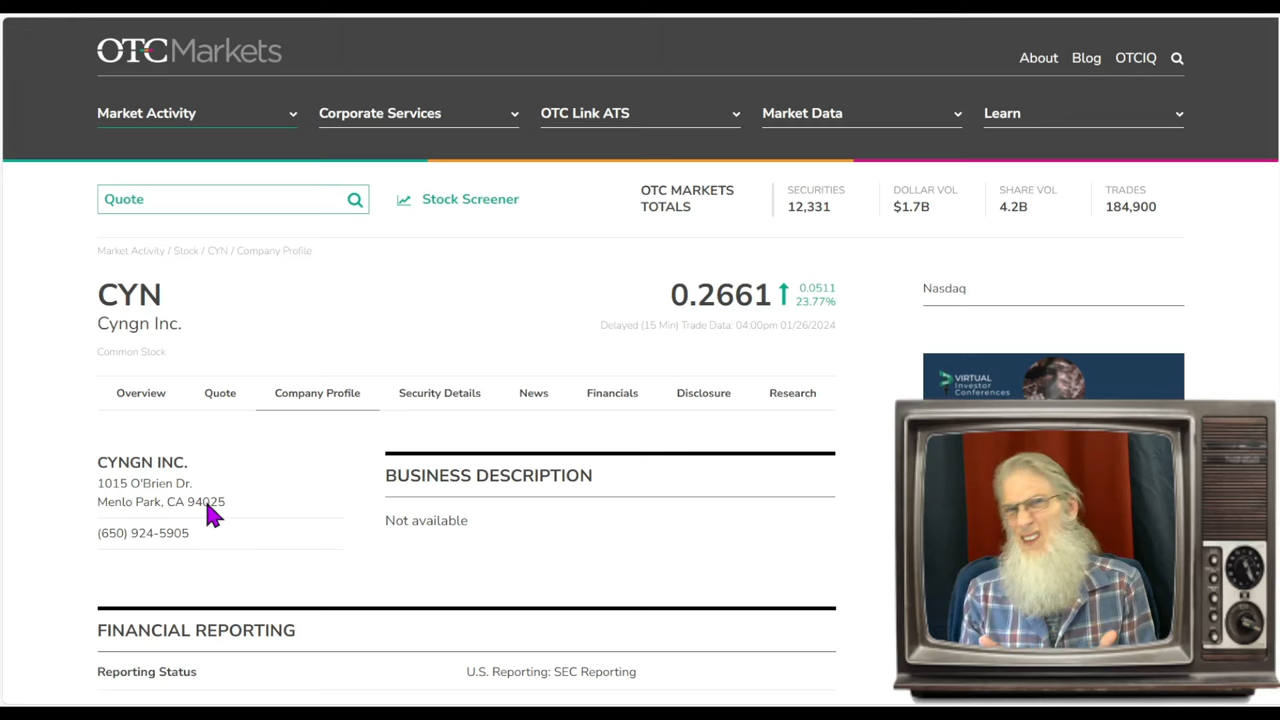 OTCMarkets
About Blog OTCIQ
Market Activity Corporate Services OTC Link ATS Market Data Learn
Quote
Stock Screener
OTC MARKETS TOTALS
SECURITIES
12,331
DOLLAR VOL
$1.7B
SHARE VOL
4.2B
TRADES
184,900
Market Activity / Stock / CYN / Company Profile
CYN
0.2661 0.0511
23.77%
Cyngn Inc.
Delayed (15 Min) Trade Data: 04:00pm 01/26/2024
Common Stock
Nasdaq
Overview Quote Company Profile Security Details News Financials Disclosure Research
VIRTUAL
Investor
Conferences
CYNGN INC.
1015 O'Brien Dr.
Menlo Park, CA 94025
(650) 924-5905
BUSINESS DESCRIPTION
Not available
FINANCIAL REPORTING
Reporting Status U.S. Reporting: SEC Reporting